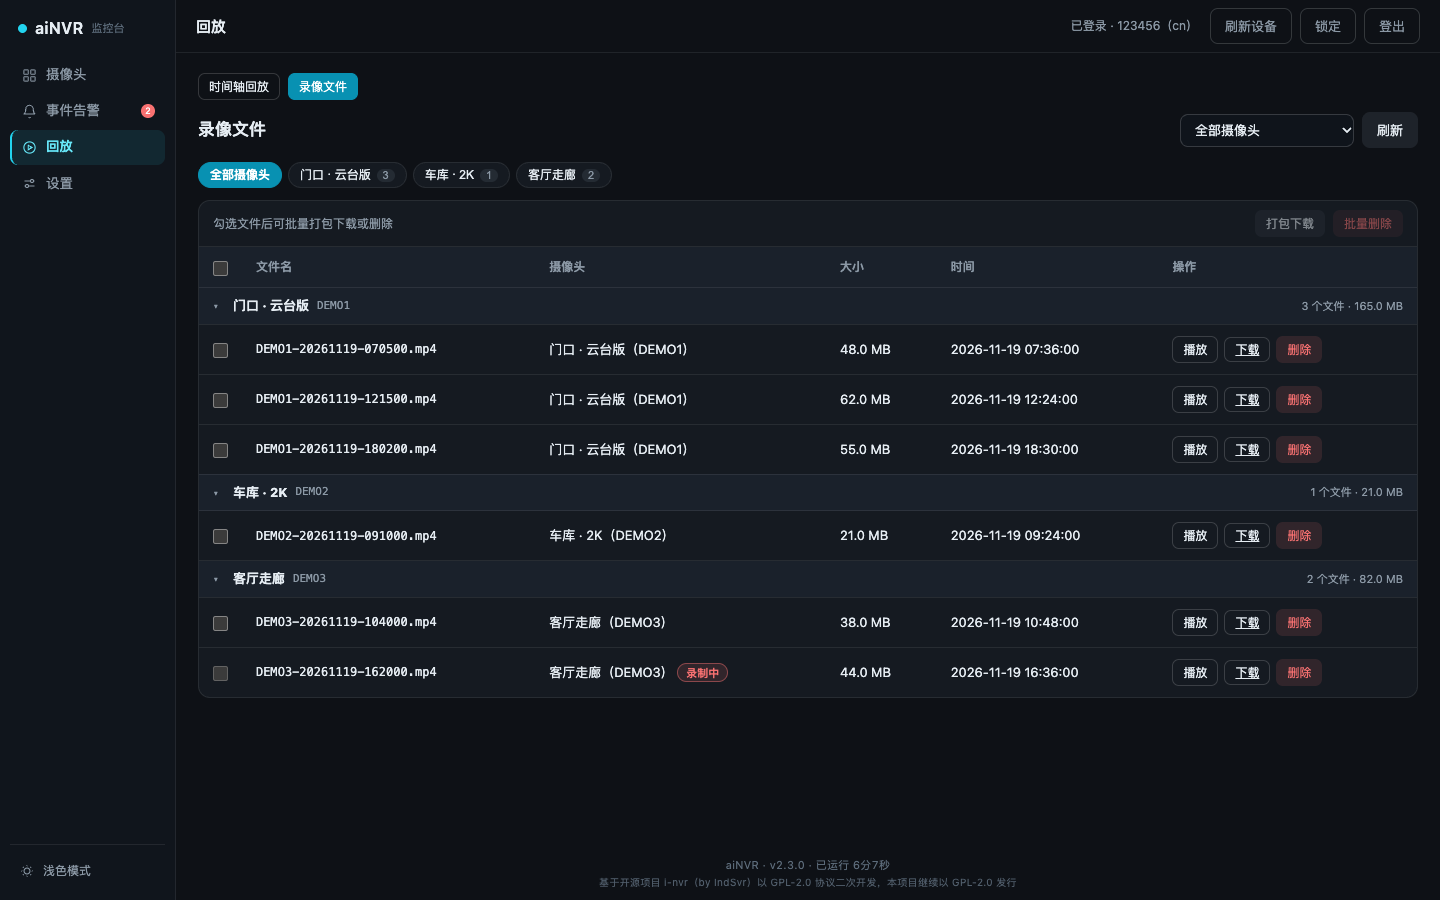 aiNVR 监控台
摄像头
事件告警 2
回放
设置
浅色模式
回放
已登录 · 123456（cn） 刷新设备 锁定 登出
时间轴回放 录像文件
录像文件
全部摄像头 刷新
全部摄像头 门口 · 云台版 3 车库 · 2K 1 客厅走廊 2
勾选文件后可批量打包下载或删除 打包下载 批量删除
文件名 摄像头 大小 时间 操作
门口 · 云台版 DEMO1 3 个文件 · 165.0 MB
DEMO1-20261119-070500.mp4 门口 · 云台版（DEMO1） 48.0 MB 2026-11-19 07:36:00 播放 下载 删除
DEMO1-20261119-121500.mp4 门口 · 云台版（DEMO1） 62.0 MB 2026-11-19 12:24:00 播放 下载 删除
DEMO1-20261119-180200.mp4 门口 · 云台版（DEMO1） 55.0 MB 2026-11-19 18:30:00 播放 下载 删除
车库 · 2K DEMO2 1 个文件 · 21.0 MB
DEMO2-20261119-091000.mp4 车库 · 2K（DEMO2） 21.0 MB 2026-11-19 09:24:00 播放 下载 删除
客厅走廊 DEMO3 2 个文件 · 82.0 MB
DEMO3-20261119-104000.mp4 客厅走廊（DEMO3） 38.0 MB 2026-11-19 10:48:00 播放 下载 删除
DEMO3-20261119-162000.mp4 客厅走廊（DEMO3） 录制中 44.0 MB 2026-11-19 16:36:00 播放 下载 删除
aiNVR · v2.3.0 · 已运行 6分7秒
基于开源项目 i-nvr（by IndSvr）以 GPL-2.0 协议二次开发，本项目继续以 GPL-2.0 发行